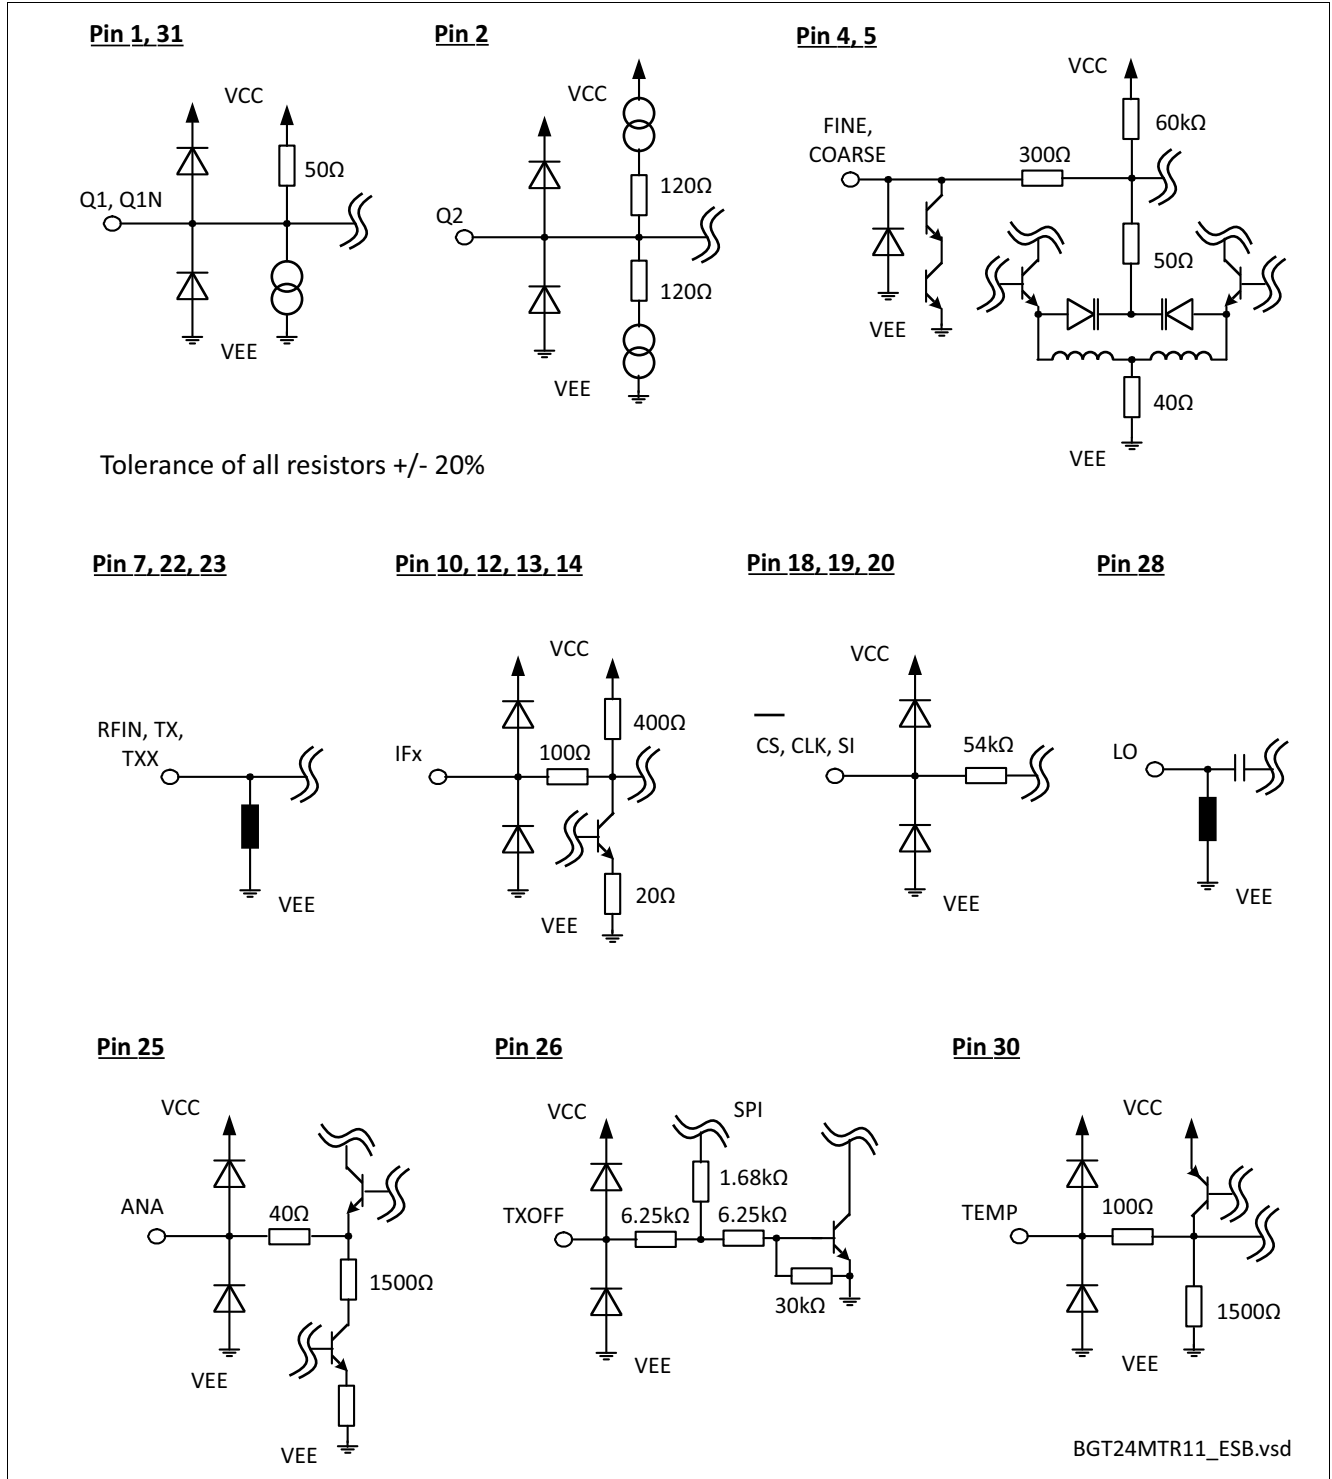 Pin 1, 31
Pin 2
Pin 4, 5
VCC
50Ω
Q1, Q1N
VEE
VCC
120Ω
Q2
120Ω
VEE
VCC
FINE,
COARSE
60kΩ
300Ω
50Ω
VEE
40Ω
VEE
Tolerance of all resistors +/- 20%
Pin 7, 22, 23
Pin 10, 12, 13, 14
Pin 18, 19, 20
Pin 28
RFIN, TX,
TXX
VEE
VCC
400Ω
100Ω
IFx
20Ω
VEE
VCC
CS, CLK, SI
54kΩ
VEE
LO
VEE
Pin 25
Pin 26
Pin 30
VCC
ANA
40Ω
1500Ω
VEE
VEE
VCC
SPI
1.68kΩ
TXOFF
6.25kΩ
6.25kΩ
30kΩ
VEE
VCC
TEMP
100Ω
1500Ω
VEE
BGT24MTR11_ESB.vsd